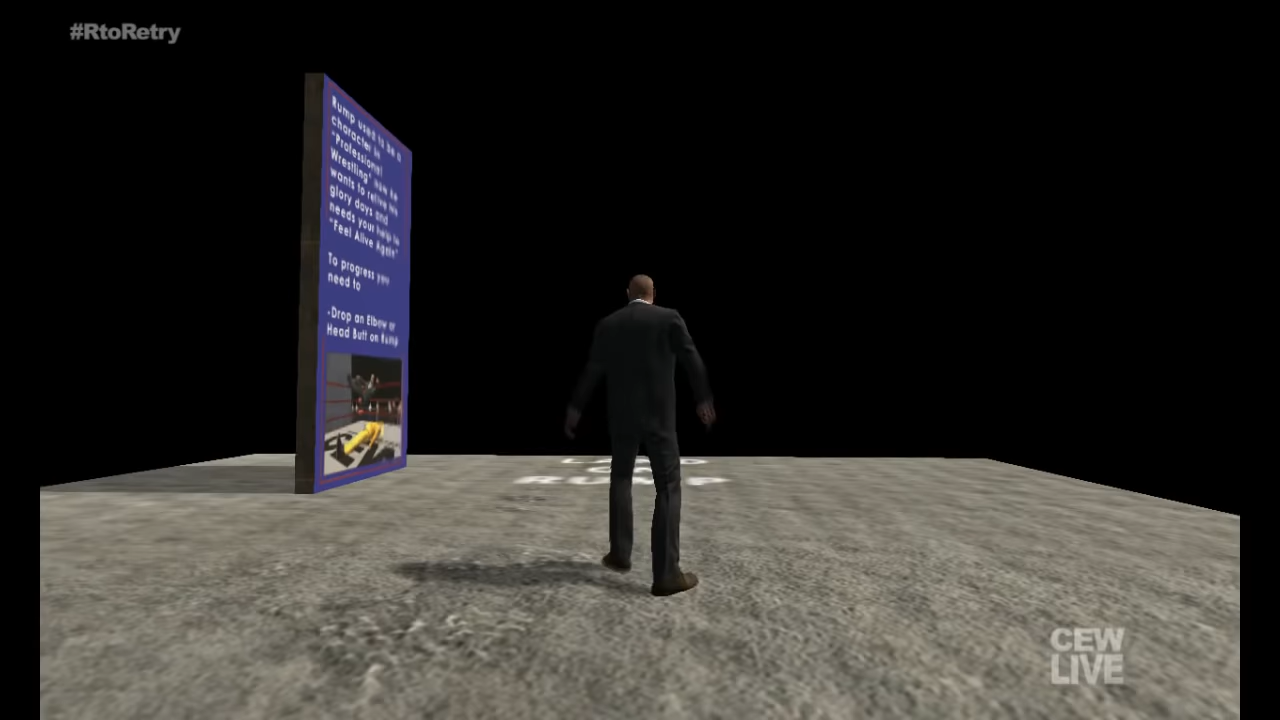 #RtoRetry
Rump used to be a
character in
"Professional
Wrestling" now he
wants to relive his
glory days and
needs your help to
"Feel Alive Again"
To progress you
need to
-Drop an Elbow or
Head Butt on Rump
RUMP
CEW
LIVE